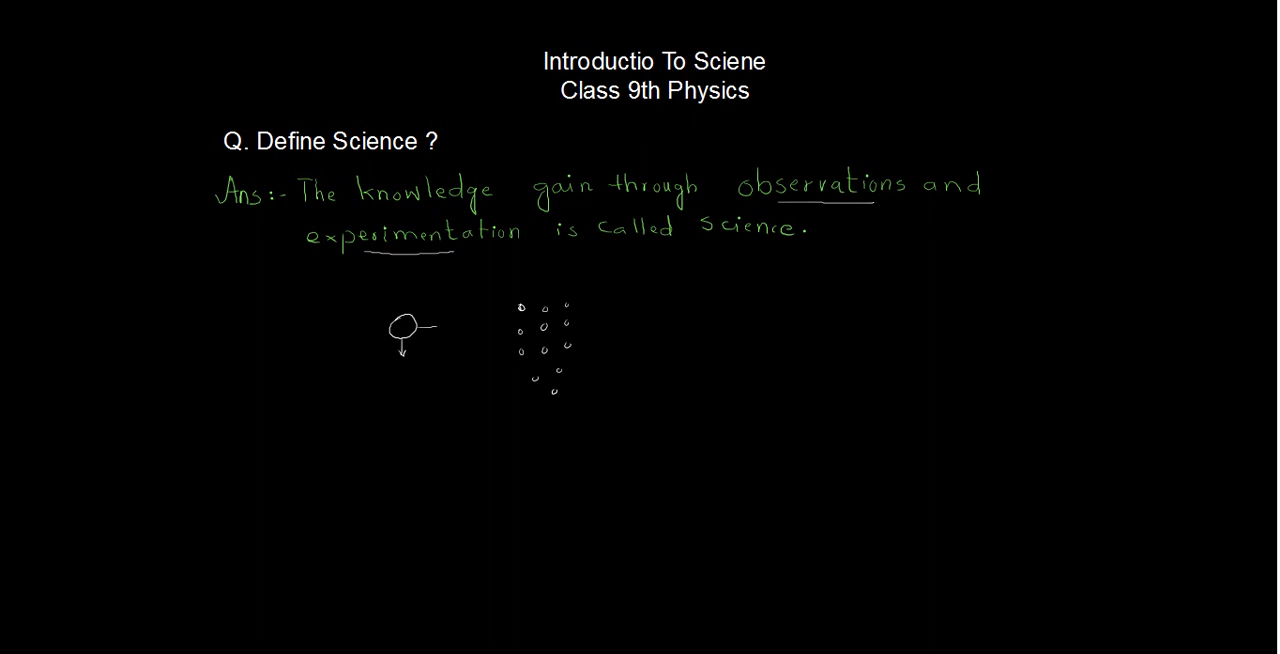 Introductio To Sciene
Class 9th Physics
Q. Define Science ?
Ans:- The knowledge gain through observations and
experimentation is called science.